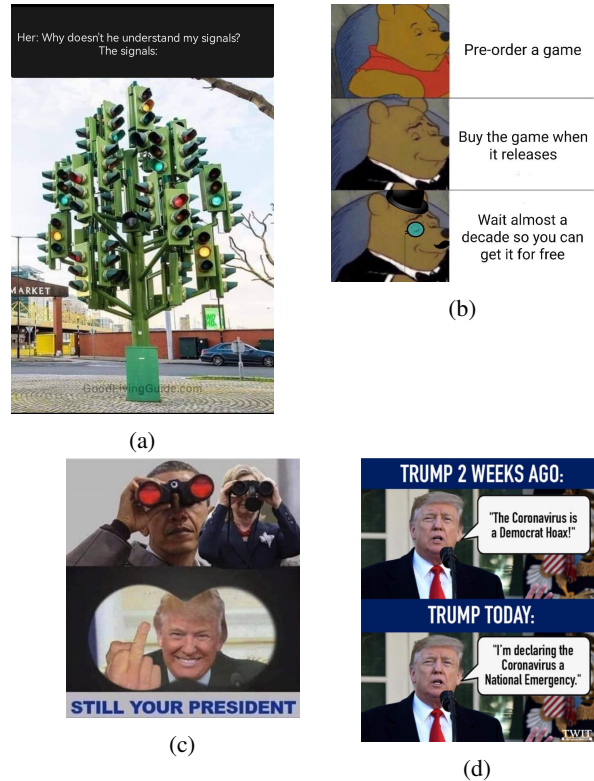 Her: Why doesn't he understand my signals?
The signals:
MARKET
GoodLivingGuide.com
(a)
Pre-order a game
Buy the game when
it releases
Wait almost a
decade so you can
get it for free
(b)
STILL YOUR PRESIDENT
(c)
TRUMP 2 WEEKS AGO:
"The Coronavirus is
a Democrat Hoax!"
TRUMP TODAY:
"I'm declaring the
Coronavirus a
National Emergency."
TWIT
(d)